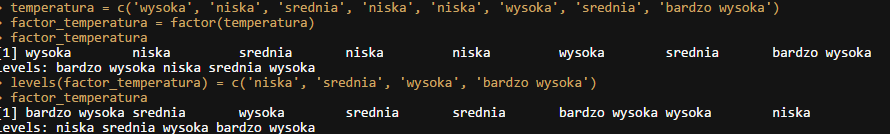 > temperatura = c('wysoka', 'niska', 'srednia', 'niska', 'niska', 'wysoka', 'srednia', 'bardzo wysoka')
> factor_temperatura = factor(temperatura)
> factor_temperatura
[1] wysoka niska srednia niska niska wysoka srednia bardzo wysoka
Levels: bardzo wysoka niska srednia wysoka
> levels(factor_temperatura) = c('niska', 'srednia', 'wysoka', 'bardzo wysoka')
> factor_temperatura
[1] bardzo wysoka srednia wysoka srednia srednia bardzo wysoka wysoka niska
Levels: niska srednia wysoka bardzo wysoka